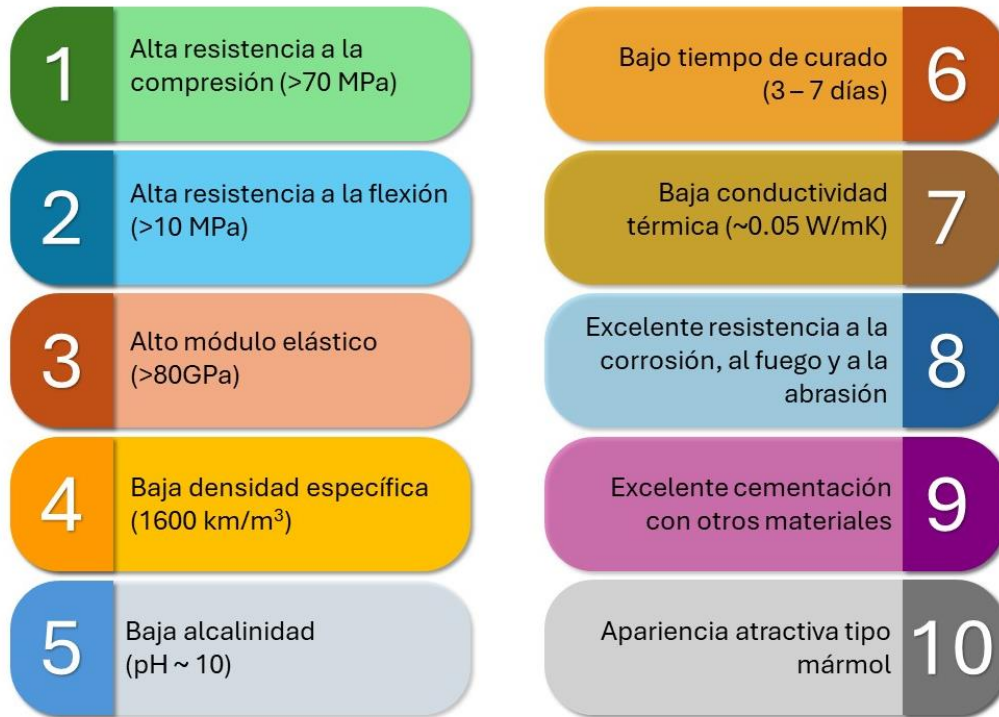 1
Alta resistencia a la
compresión (>70 MPa)
2
Alta resistencia a la flexión
(>10 MPa)
3
Alto módulo elástico
(>80GPa)
4
Baja densidad específica
(1600 km/m³)
5
Baja alcalinidad
(pH ~ 10)
Bajo tiempo de curado
(3 – 7 días)
6
Baja conductividad
térmica (~0.05 W/mK)
7
Excelente resistencia a la
corrosión, al fuego y a la
abrasión
8
Excelente cementación
con otros materiales
9
Apariencia atractiva tipo
mármol
10